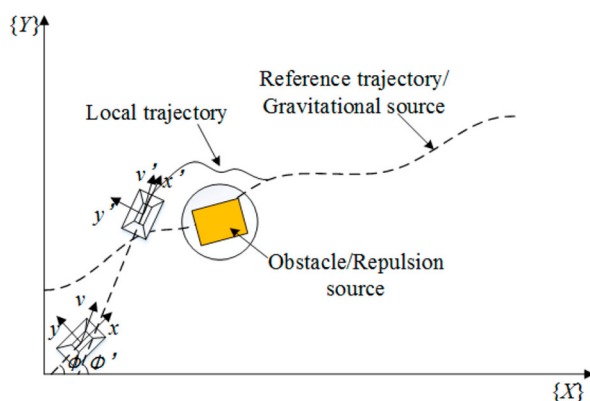 {Y}
Reference trajectory/
Gravitational source
Local trajectory
v'
x'
y'
Obstacle/Repulsion
source
v
y
x
Φ
Φ'
{X}